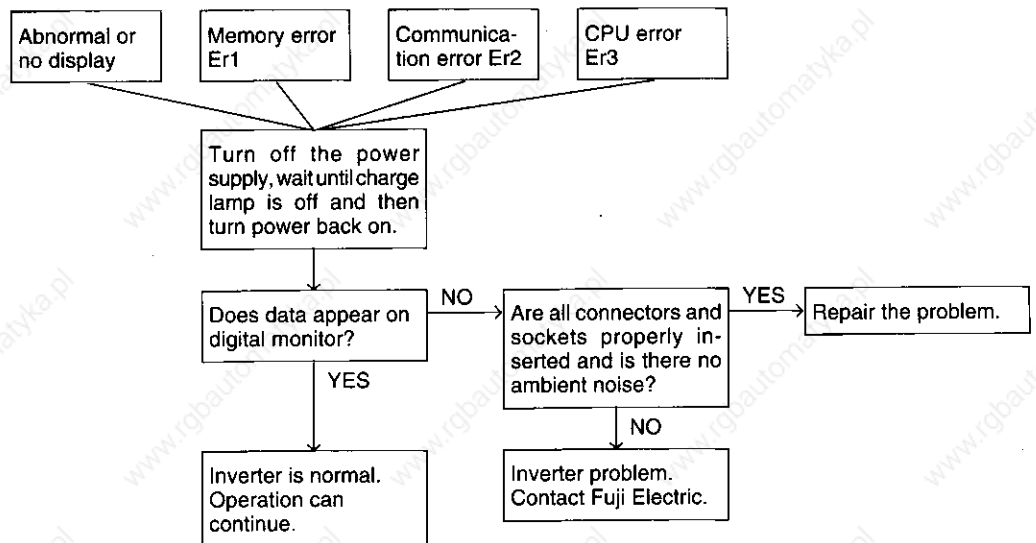 Abnormal or
no display
Memory error
Er1
Communica-
tion error Er2
CPU error
Er3
Turn off the power
supply, wait until charge
lamp is off and then
turn power back on.
Does data appear on
digital monitor?
NO
Are all connectors and
sockets properly in-
serted and is there no
ambient noise?
YES
Repair the problem.
YES
NO
Inverter is normal.
Operation can
continue.
Inverter problem.
Contact Fuji Electric.
www.rgbautomatyka.pl